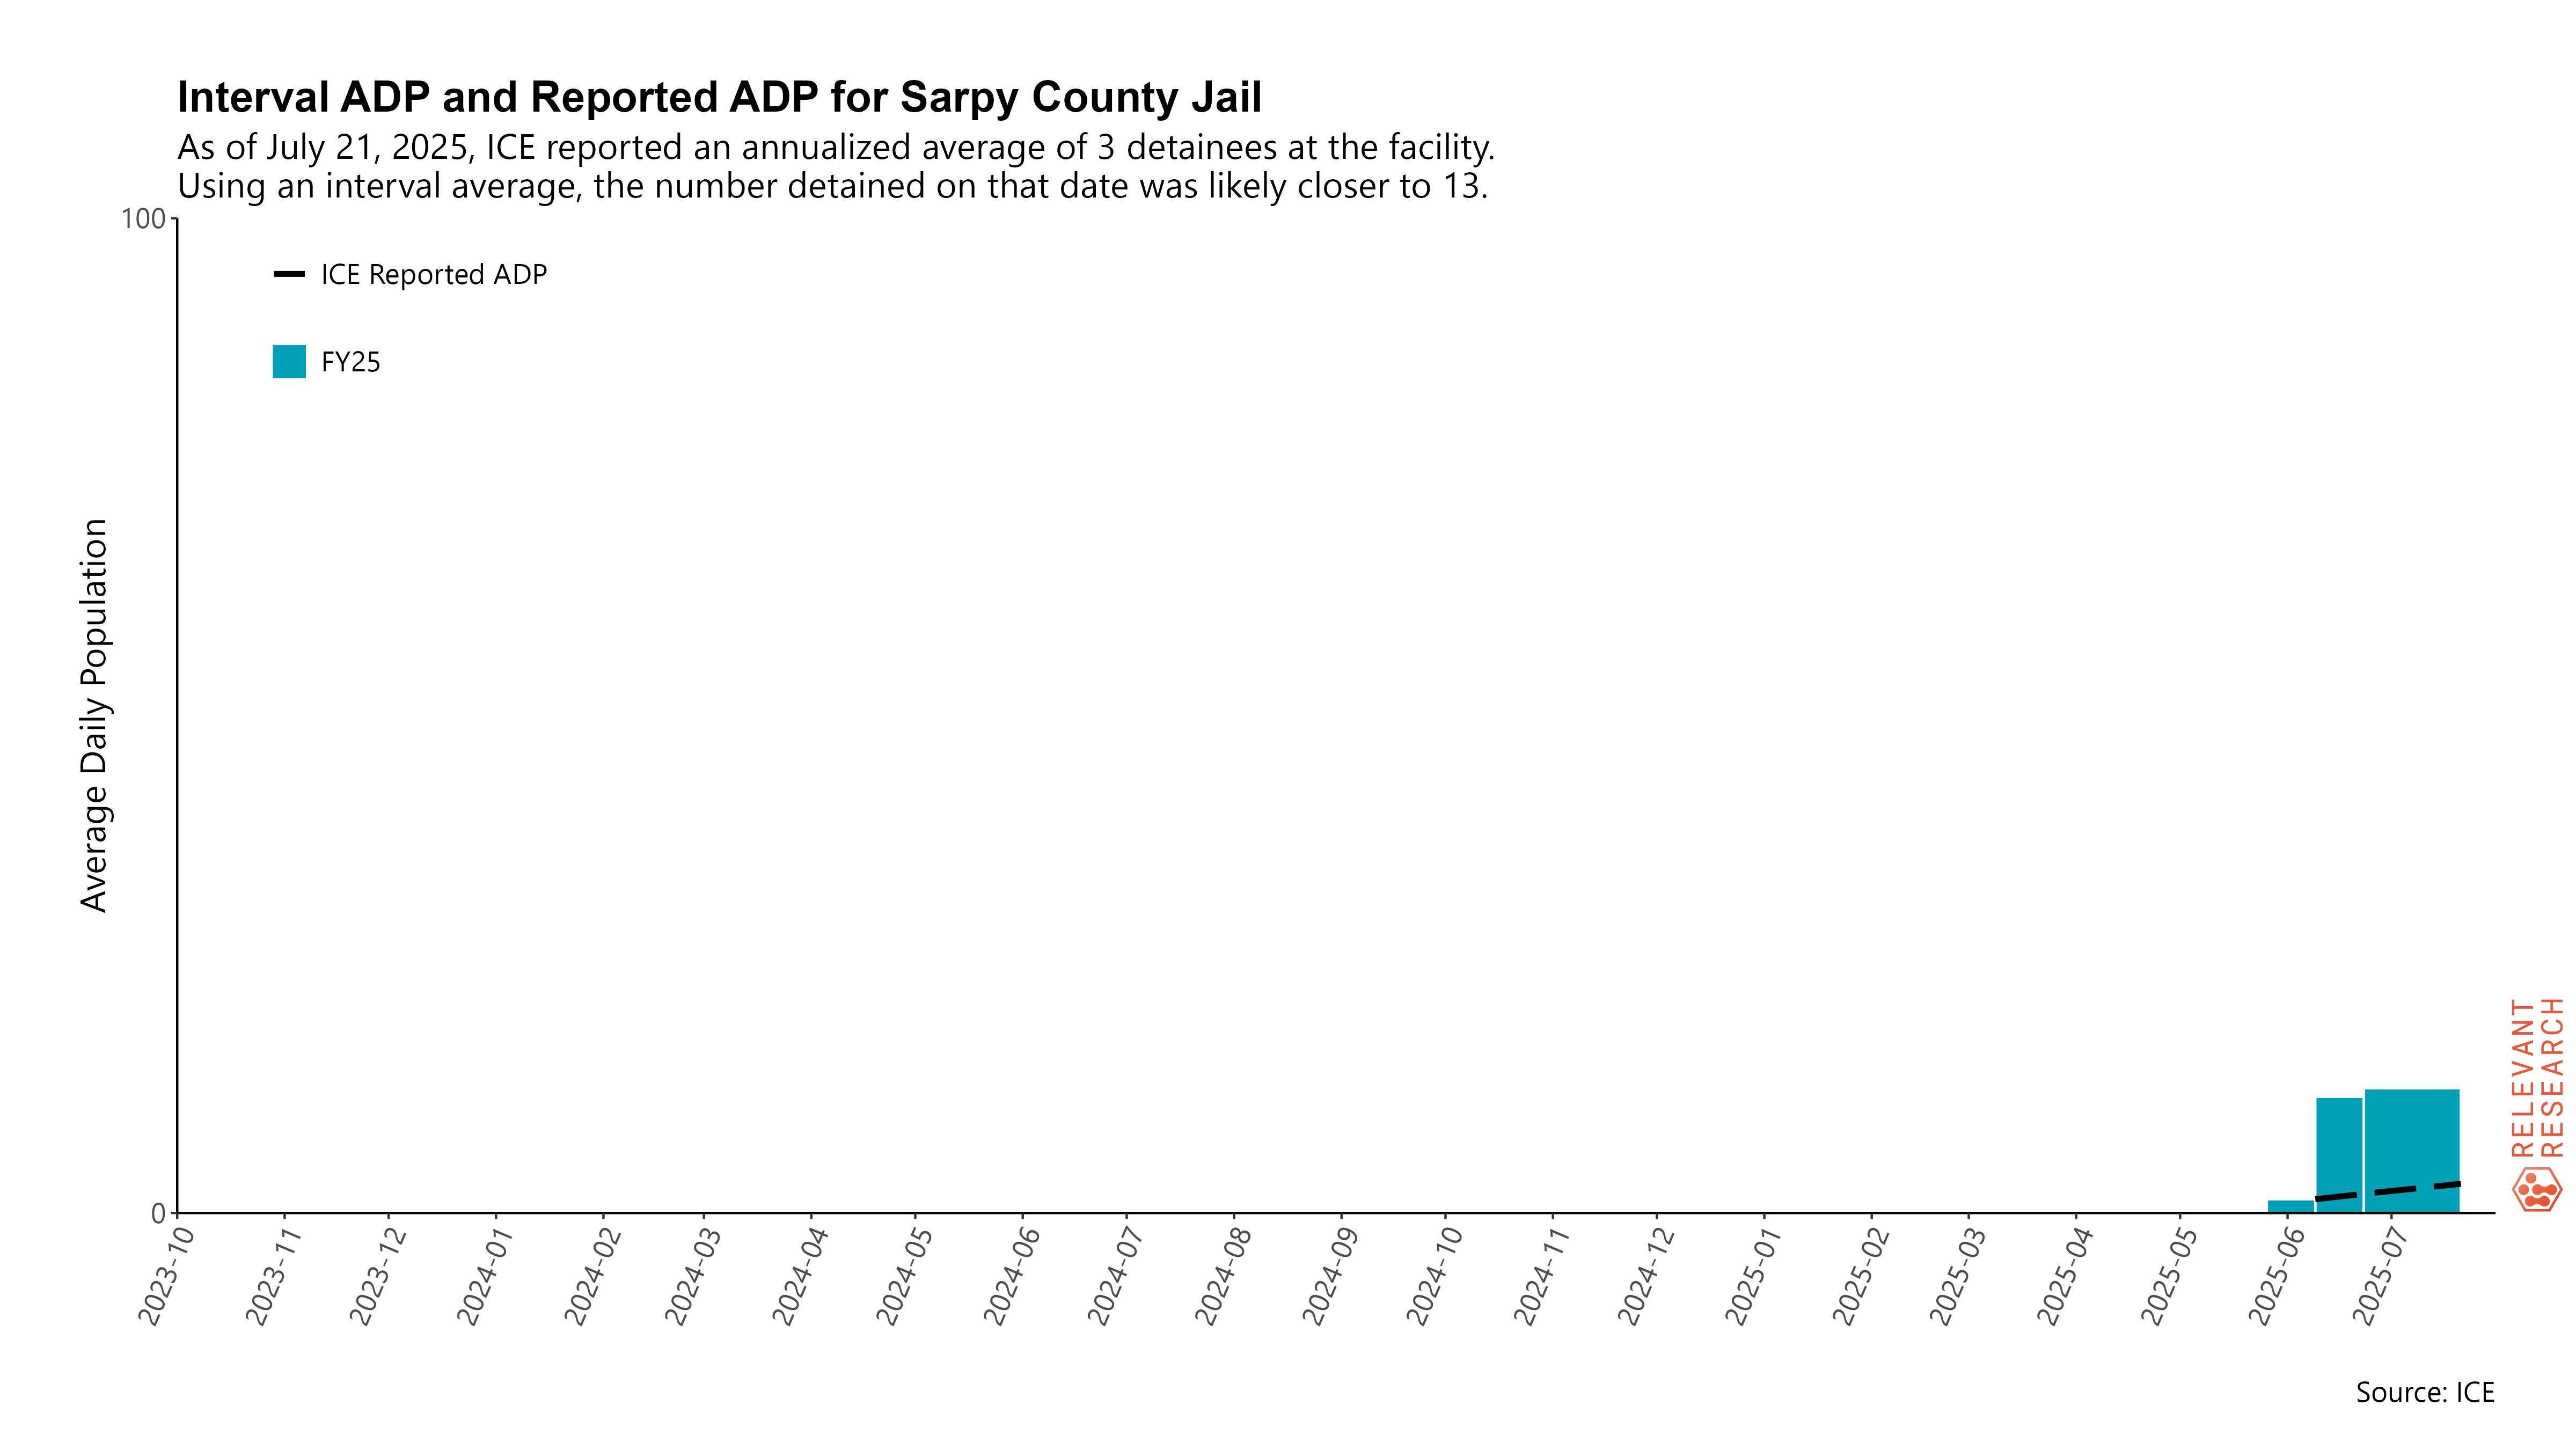 Interval ADP and Reported ADP for Sarpy County Jail
As of July 21, 2025, ICE reported an annualized average of 3 detainees at the facility.
Using an interval average, the number detained on that date was likely closer to 13.
100
ICE Reported ADP
FY25
Average Daily Population
0
2023-10
2023-11
2023-12
2024-01
2024-02
2024-03
2024-04
2024-05
2024-06
2024-07
2024-08
2024-09
2024-10
2024-11
2024-12
2025-01
2025-02
2025-03
2025-04
2025-05
2025-06
2025-07
RELEVANT
RESEARCH
Source: ICE